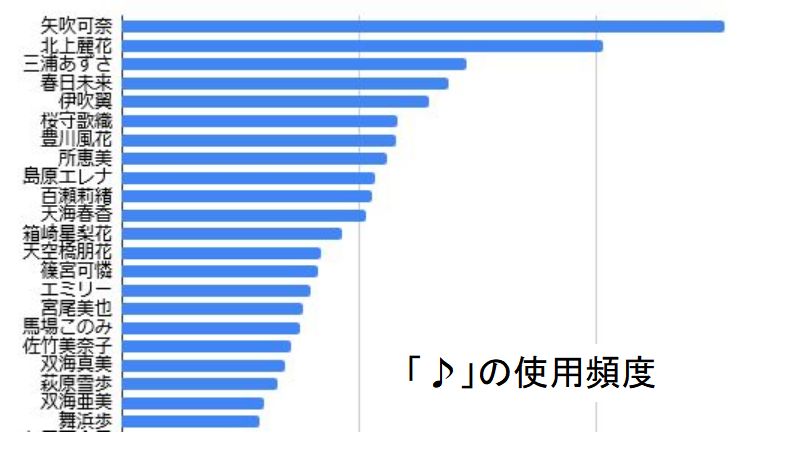 矢吹可奈
北上麗花
三浦あずさ
春日未来
伊吹翼
桜守歌織
豊川風花
所恵美
島原エレナ
百瀬莉緒
天海春香
箱崎星梨花
天空橋朋花
篠宮可憐
エミリー
宮尾美也
馬場このみ
佐竹美奈子
双海真美
萩原雪歩
双海亜美
舞浜歩
「♪」の使用頻度